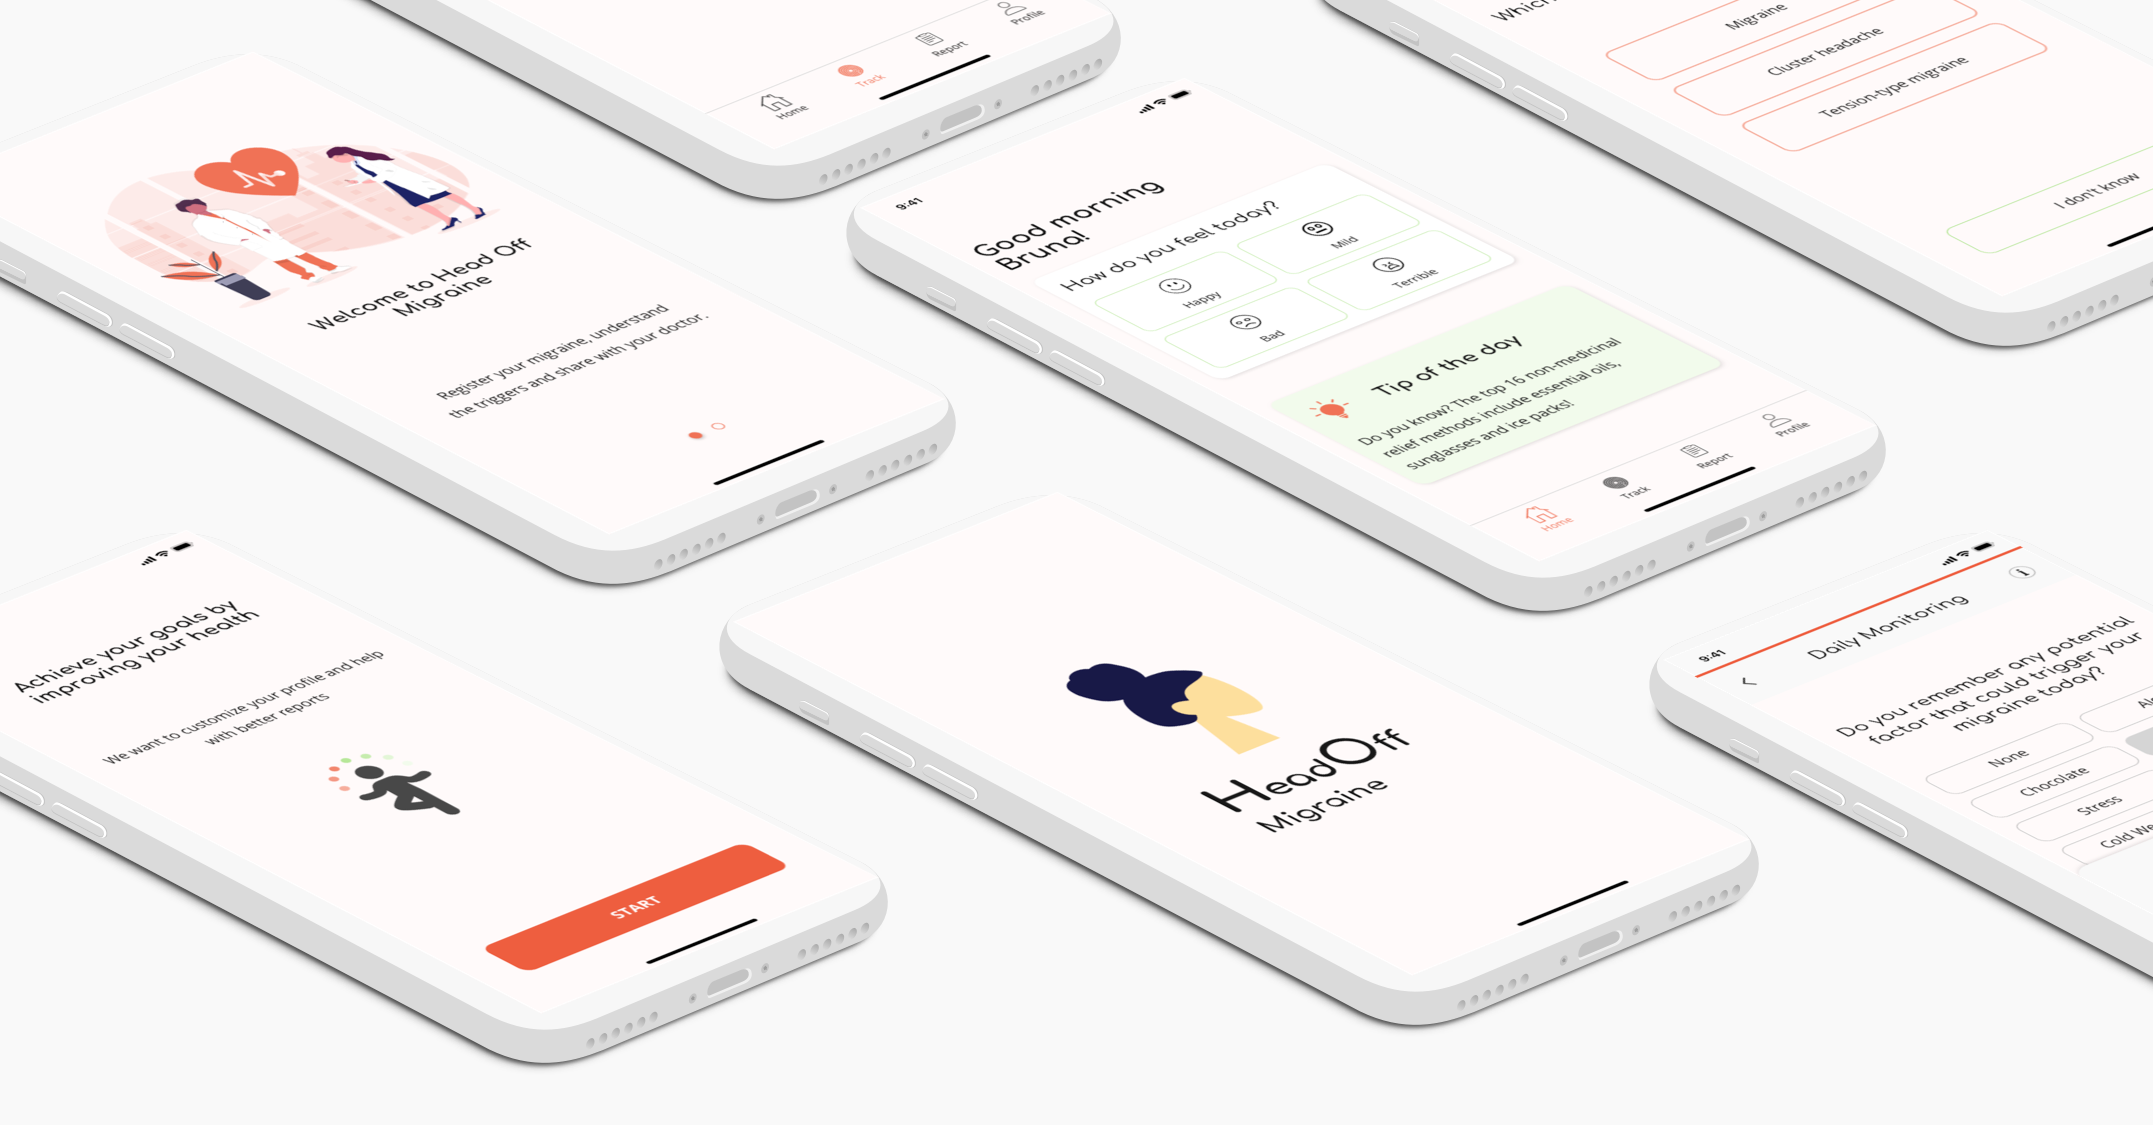 Home
Track
Report
Profile
Which
Migraine
Cluster headache
Tension-type migraine
I don't know
Welcome to Head Off
Migraine
Register your migraine, understand
the triggers and share with your doctor.
9:41
Good morning
Bruna!
How do you feel today?
Happy
Mild
Bad
Terrible
Tip of the day
Do you know? The top 16 non-medicinal
relief methods include essential oils,
sunglasses and ice packs!
Home
Track
Report
Profile
Achieve your goals by
improving your health
We want to customize your profile and help
with better reports
START
HeadOff
Migraine
9:41
Daily Monitoring
Do you remember any potential
factor that could trigger your
migraine today?
None
Chocolate
Stress
Cold